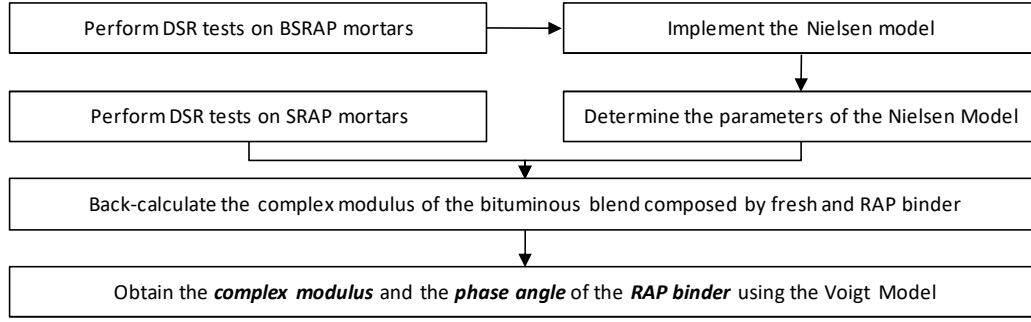 Perform DSR tests on BSRAP mortars
Implement the Nielsen model
Perform DSR tests on SRAP mortars
Determine the parameters of the Nielsen Model
Back-calculate the complex modulus of the bituminous blend composed by fresh and RAP binder
Obtain the complex modulus and the phase angle of the RAP binder using the Voigt Model